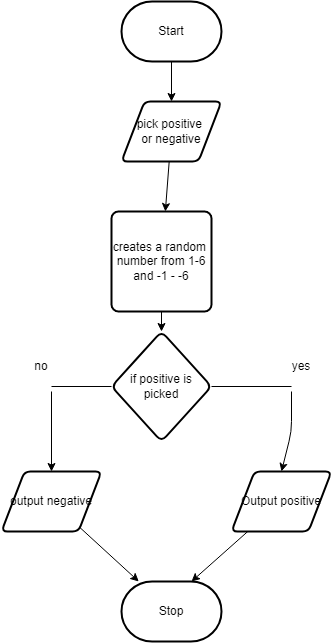 Start
pick positive
or negative
creates a random
number from 1-6
and -1 - -6
if positive is
picked
no
yes
output negative
Output positive
Stop